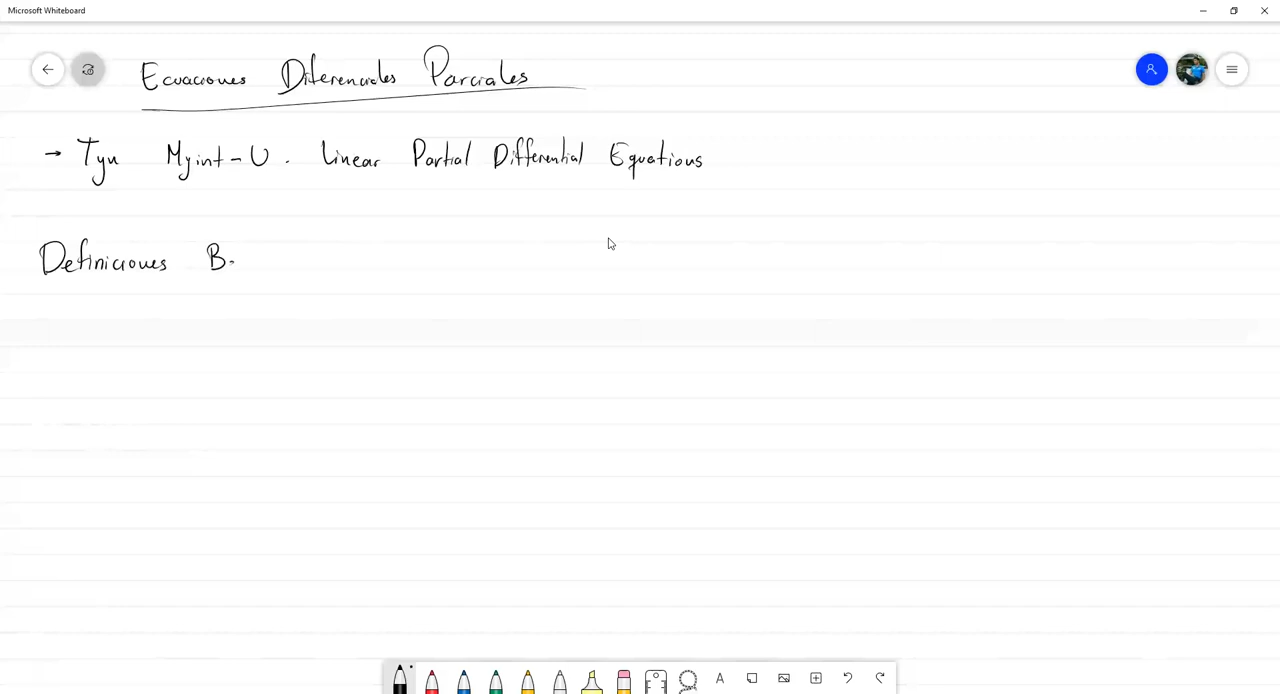 Microsoft Whiteboard
Ecuaciones Diferenciales Parciales
→ Tyn Myint-U. Linear Partial Differential Equations
Definiciones B